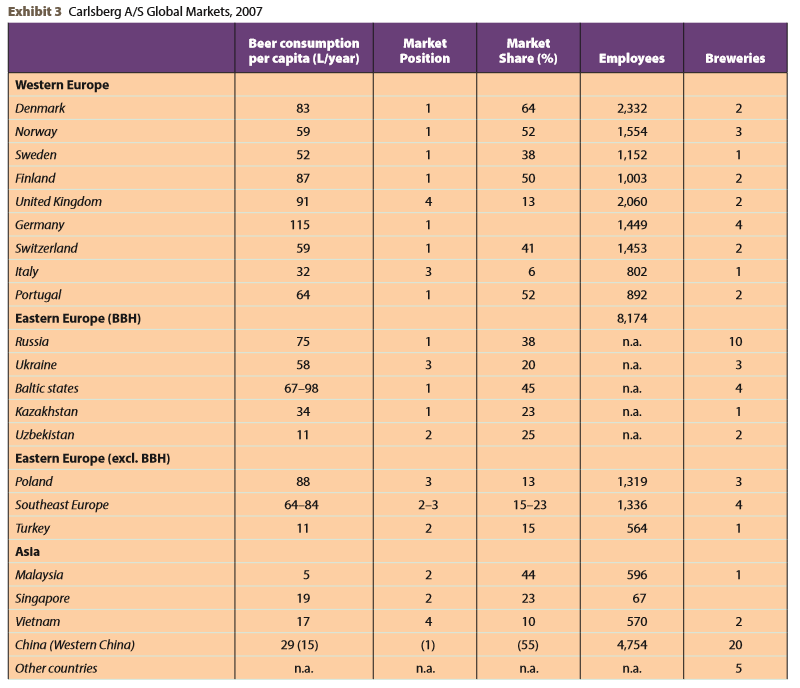 Exhibit 3 Carlsberg A/S Global Markets, 2007
Beer consumption per capita (L/year) Market Position Market Share (%) Employees Breweries
Western Europe
Denmark 83 1 64 2,332 2
Norway 59 1 52 1,554 3
Sweden 52 1 38 1,152 1
Finland 87 1 50 1,003 2
United Kingdom 91 4 13 2,060 2
Germany 115 1 1,449 4
Switzerland 59 1 41 1,453 2
Italy 32 3 6 802 1
Portugal 64 1 52 892 2
Eastern Europe (BBH) 8,174
Russia 75 1 38 n.a. 10
Ukraine 58 3 20 n.a. 3
Baltic states 67–98 1 45 n.a. 4
Kazakhstan 34 1 23 n.a. 1
Uzbekistan 11 2 25 n.a. 2
Eastern Europe (excl. BBH)
Poland 88 3 13 1,319 3
Southeast Europe 64–84 2–3 15–23 1,336 4
Turkey 11 2 15 564 1
Asia
Malaysia 5 2 44 596 1
Singapore 19 2 23 67
Vietnam 17 4 10 570 2
China (Western China) 29 (15) (1) (55) 4,754 20
Other countries n.a. n.a. n.a. n.a. 5